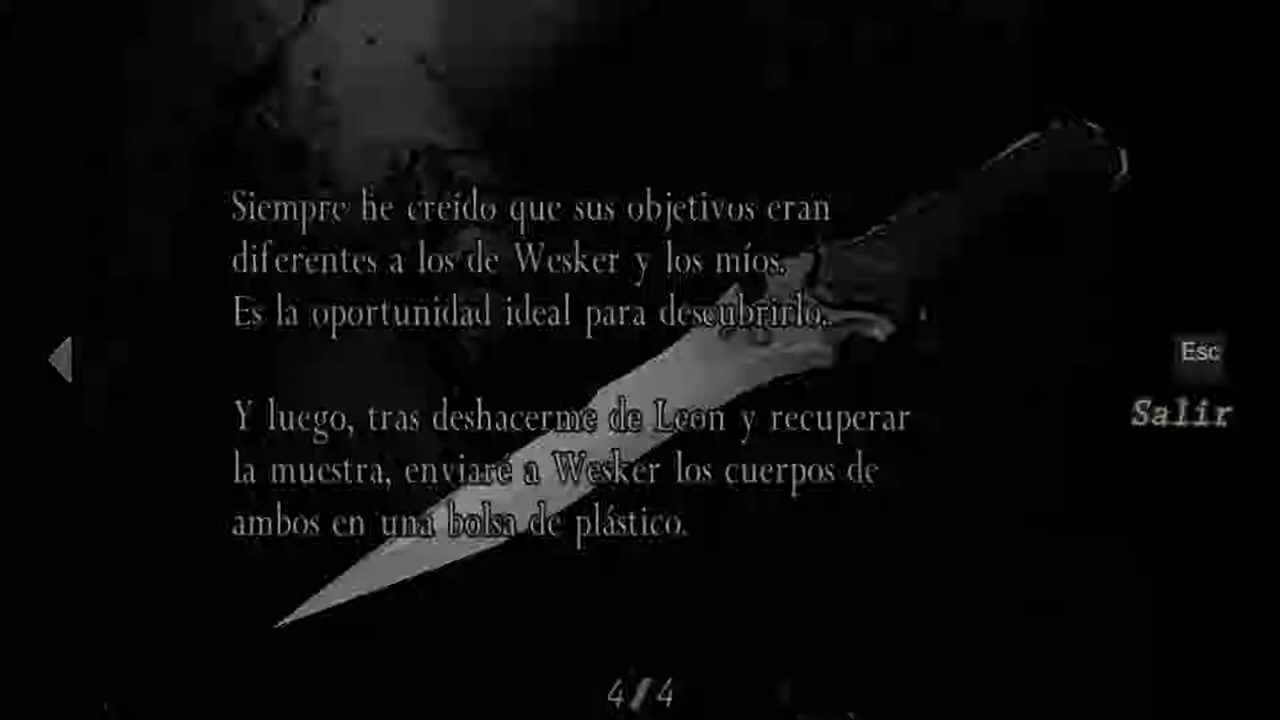 Siempre he creído que sus objetivos eran
diferentes a los de Wesker y los míos.
Es la oportunidad ideal para descubrirlo.
Y luego, tras deshacerme de Leon y recuperar
la muestra, enviaré a Wesker los cuerpos de
ambos en una bolsa de plástico.
Esc
Salir
4/4